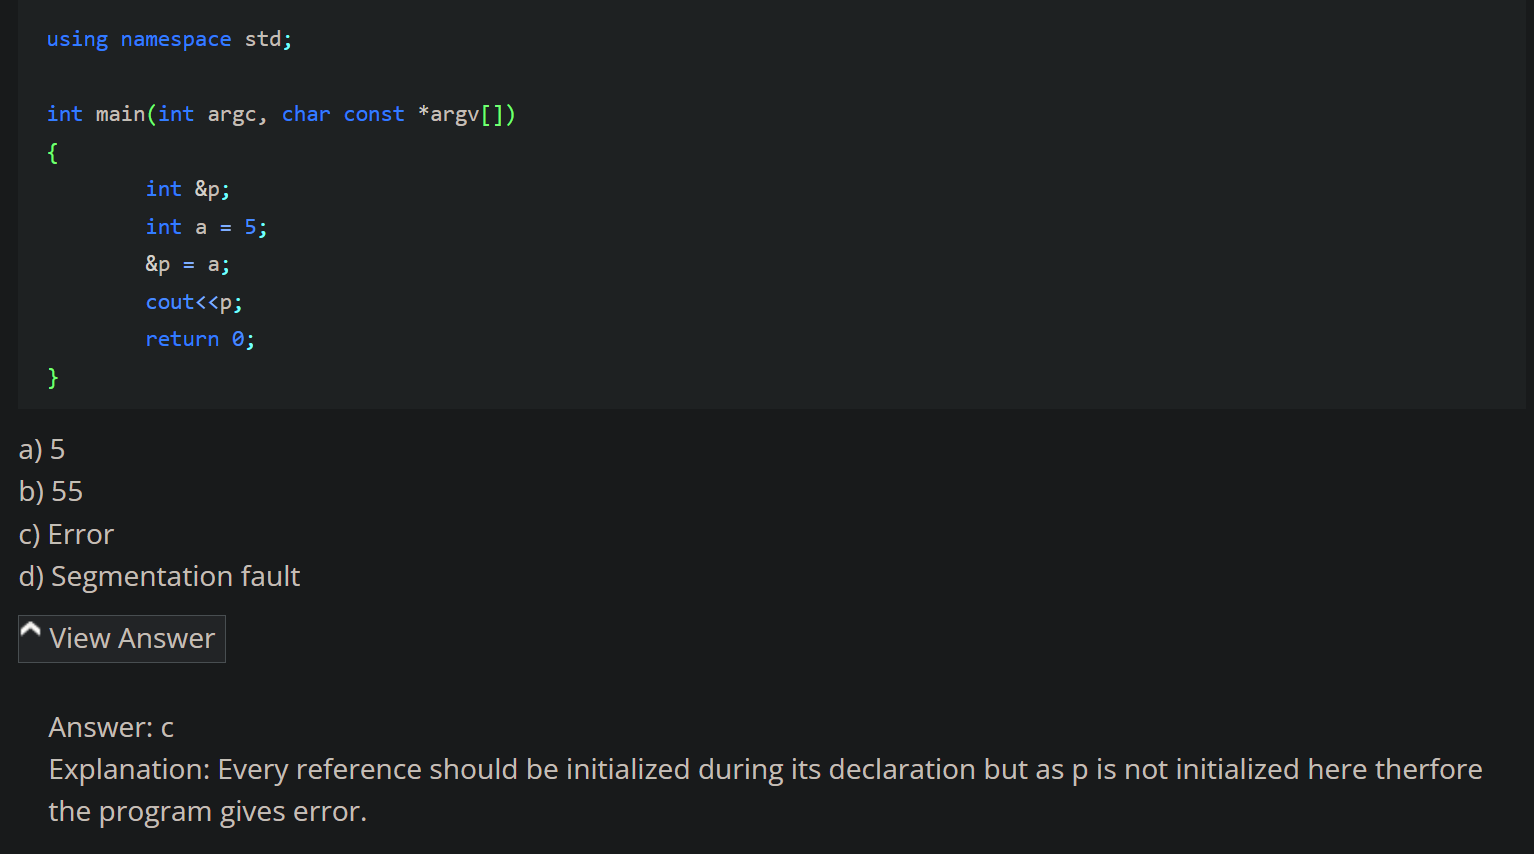 using namespace std;
int main(int argc, char const *argv[])
{
        int &p;
        int a = 5;
        &p = a;
        cout<<p;
        return 0;
}
a) 5
b) 55
c) Error
d) Segmentation fault
View Answer
Answer: c
Explanation: Every reference should be initialized during its declaration but as p is not initialized here therfore
the program gives error.